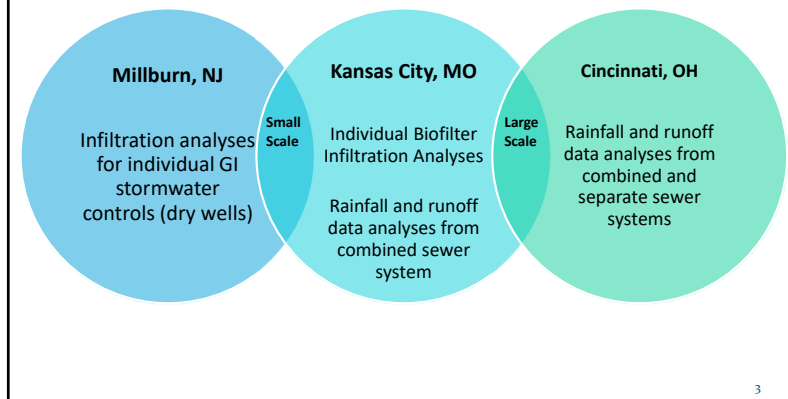 Millburn, NJ
Infiltration analyses
for individual GI
stormwater
controls (dry wells)
Small
Scale
Kansas City, MO
Individual Biofilter
Infiltration Analyses
Rainfall and runoff
data analyses from
combined sewer
system
Large
Scale
Cincinnati, OH
Rainfall and runoff
data analyses from
combined and
separate sewer
systems
3